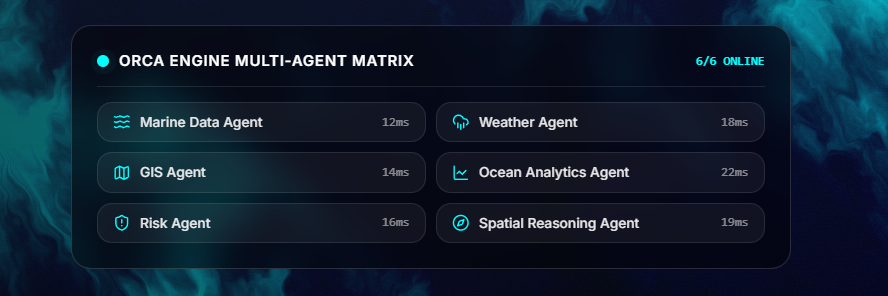 ORCA ENGINE MULTI-AGENT MATRIX
6/6 ONLINE
Marine Data Agent 12ms
Weather Agent 18ms
GIS Agent 14ms
Ocean Analytics Agent 22ms
Risk Agent 16ms
Spatial Reasoning Agent 19ms